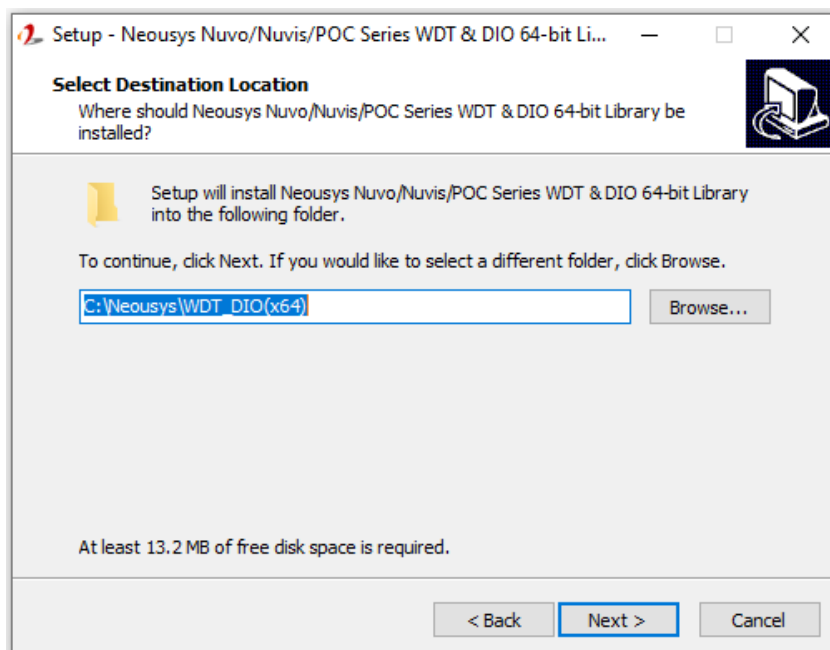 Setup - Neousys Nuvo/Nuvis/POC Series WDT & DIO 64-bit Li...
Select Destination Location
Where should Neousys Nuvo/Nuvis/POC Series WDT & DIO 64-bit Library be
installed?
Setup will install Neousys Nuvo/Nuvis/POC Series WDT & DIO 64-bit Library
into the following folder.
To continue, click Next. If you would like to select a different folder, click Browse.
C:\Neousys\WDT_DIO(x64)
Browse...
At least 13.2 MB of free disk space is required.
< Back
Next >
Cancel